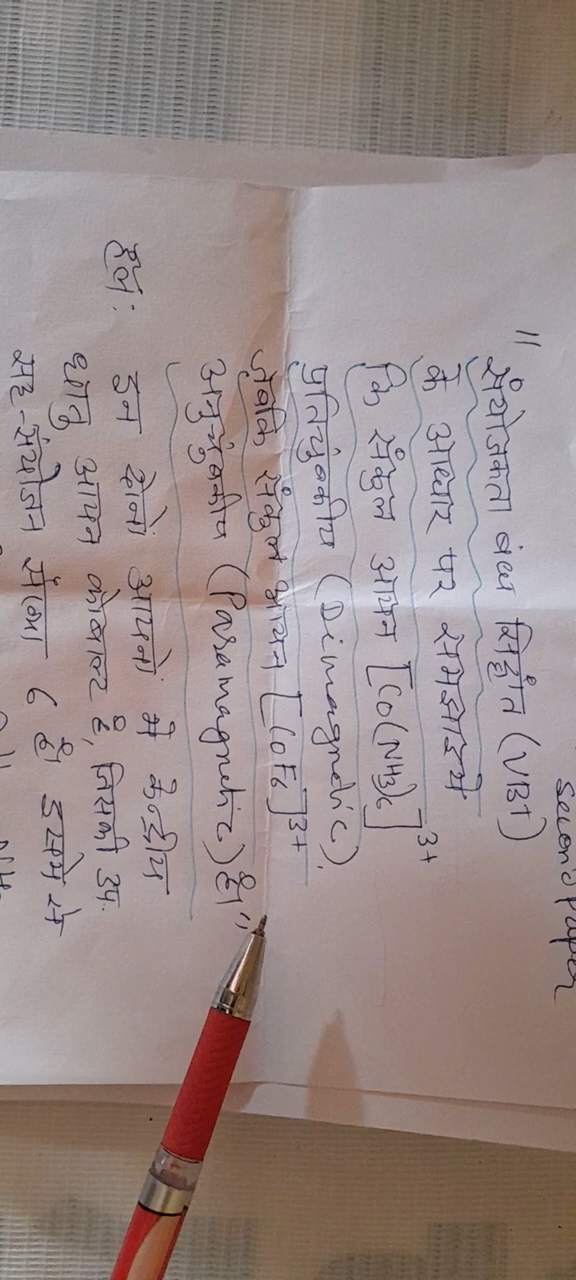 Second Paper
"संयोजकता बंध सिद्धांत (VBT)
के आधार पर समझाइये
कि संकुल आयन [Co(NH3)6]3+
प्रतिचुंबकीय (Dimagnetic)
जबकि संकुल आयन [CoF6]3+
अनुचुंबकीय (Paramagnetic) है।"
हल: इन दोनों आयनों में केन्द्रीय
धातु आयन कोबाल्ट है, जिसकी उप.
सह-संयोजन संख्या 6 है। इसमें से